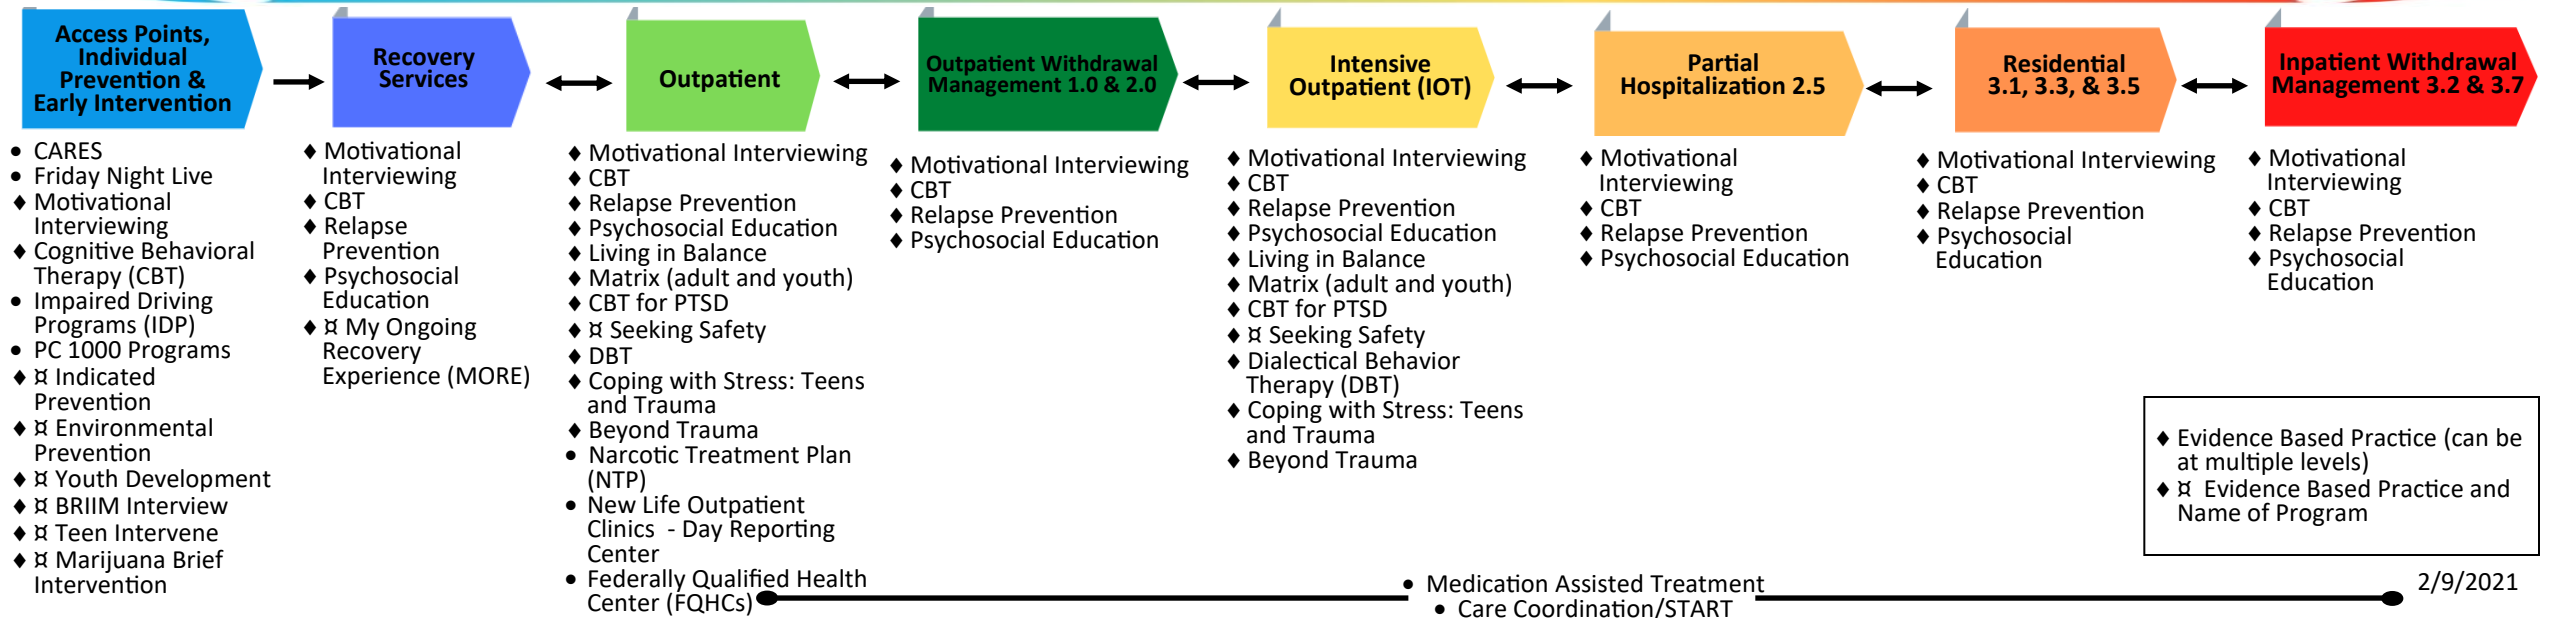 Access Points,
Individual
Prevention &
Early Intervention
● CARES
● Friday Night Live
♦ Motivational
Interviewing
♦ Cognitive Behavioral
Therapy (CBT)
● Impaired Driving
Programs (IDP)
● PC 1000 Programs
♦ ¤ Indicated
Prevention
♦ ¤ Environmental
Prevention
♦ ¤ Youth Development
♦ ¤ BRIIM Interview
♦ ¤ Teen Intervene
♦ ¤ Marijuana Brief
Intervention
Recovery
Services
♦ Motivational
Interviewing
♦ CBT
♦ Relapse
Prevention
♦ Psychosocial
Education
♦ ¤ My Ongoing
Recovery
Experience (MORE)
Outpatient
♦ Motivational Interviewing
♦ CBT
♦ Relapse Prevention
♦ Psychosocial Education
♦ Living in Balance
♦ Matrix (adult and youth)
♦ CBT for PTSD
♦ ¤ Seeking Safety
♦ DBT
♦ Coping with Stress: Teens
and Trauma
♦ Beyond Trauma
● Narcotic Treatment Plan
(NTP)
● New Life Outpatient
Clinics - Day Reporting
Center
● Federally Qualified Health
Center (FQHCs)
Outpatient Withdrawal
Management 1.0 & 2.0
♦ Motivational Interviewing
♦ CBT
♦ Relapse Prevention
♦ Psychosocial Education
Intensive
Outpatient (IOT)
♦ Motivational Interviewing
♦ CBT
♦ Relapse Prevention
♦ Psychosocial Education
♦ Living in Balance
♦ Matrix (adult and youth)
♦ CBT for PTSD
♦ ¤ Seeking Safety
♦ Dialectical Behavior
Therapy (DBT)
♦ Coping with Stress: Teens
and Trauma
♦ Beyond Trauma
Partial
Hospitalization 2.5
♦ Motivational
Interviewing
♦ CBT
♦ Relapse Prevention
♦ Psychosocial Education
Residential
3.1, 3.3, & 3.5
♦ Motivational Interviewing
♦ CBT
♦ Relapse Prevention
♦ Psychosocial
Education
Inpatient Withdrawal
Management 3.2 & 3.7
♦ Motivational
Interviewing
♦ CBT
♦ Relapse Prevention
♦ Psychosocial
Education
♦ Evidence Based Practice (can be
at multiple levels)
♦ ¤ Evidence Based Practice and
Name of Program
● Medication Assisted Treatment
● Care Coordination/START
2/9/2021